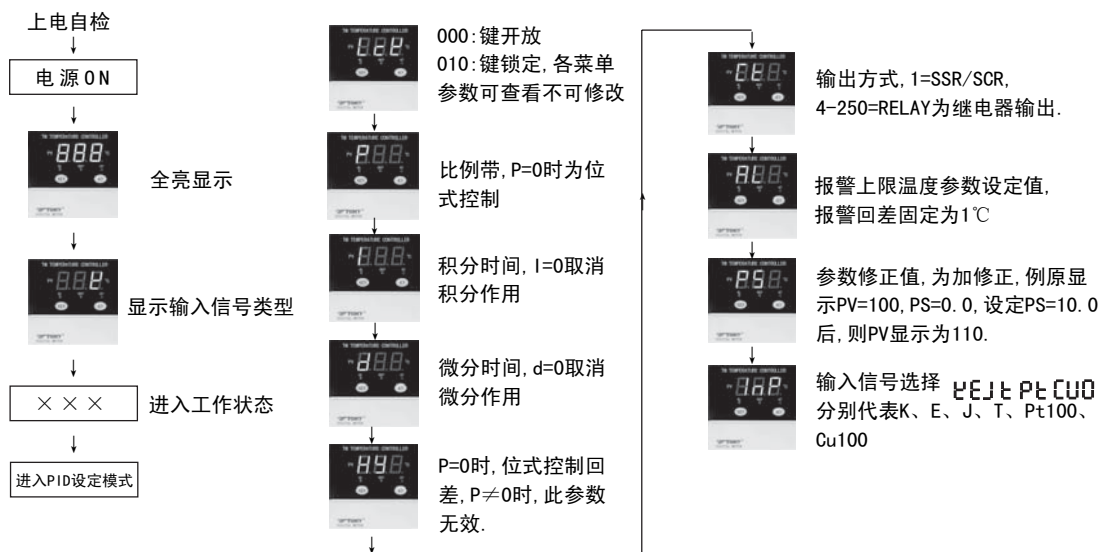 上电自检
电源ON
全亮显示
显示输入信号类型
××× 进入工作状态
进入PID设定模式
LCK
000:键开放
010:键锁定,各菜单
参数可查看不可修改
P
比例带,P=0时为位
式控制
I
积分时间,I=0取消
积分作用
d
微分时间,d=0取消
微分作用
HY
P=0时,位式控制回
差,P≠0时,此参数
无效.
Ct
输出方式,1=SSR/SCR,
4-250=RELAY为继电器输出.
AL
报警上限温度参数设定值,
报警回差固定为1℃
PS
参数修正值,为加修正,例原显
示PV=100,PS=0.0,设定PS=10.0
后,则PV显示为110.
InP
输入信号选择 KEJt Pt CU0
分别代表K、E、J、T、Pt100、
Cu100